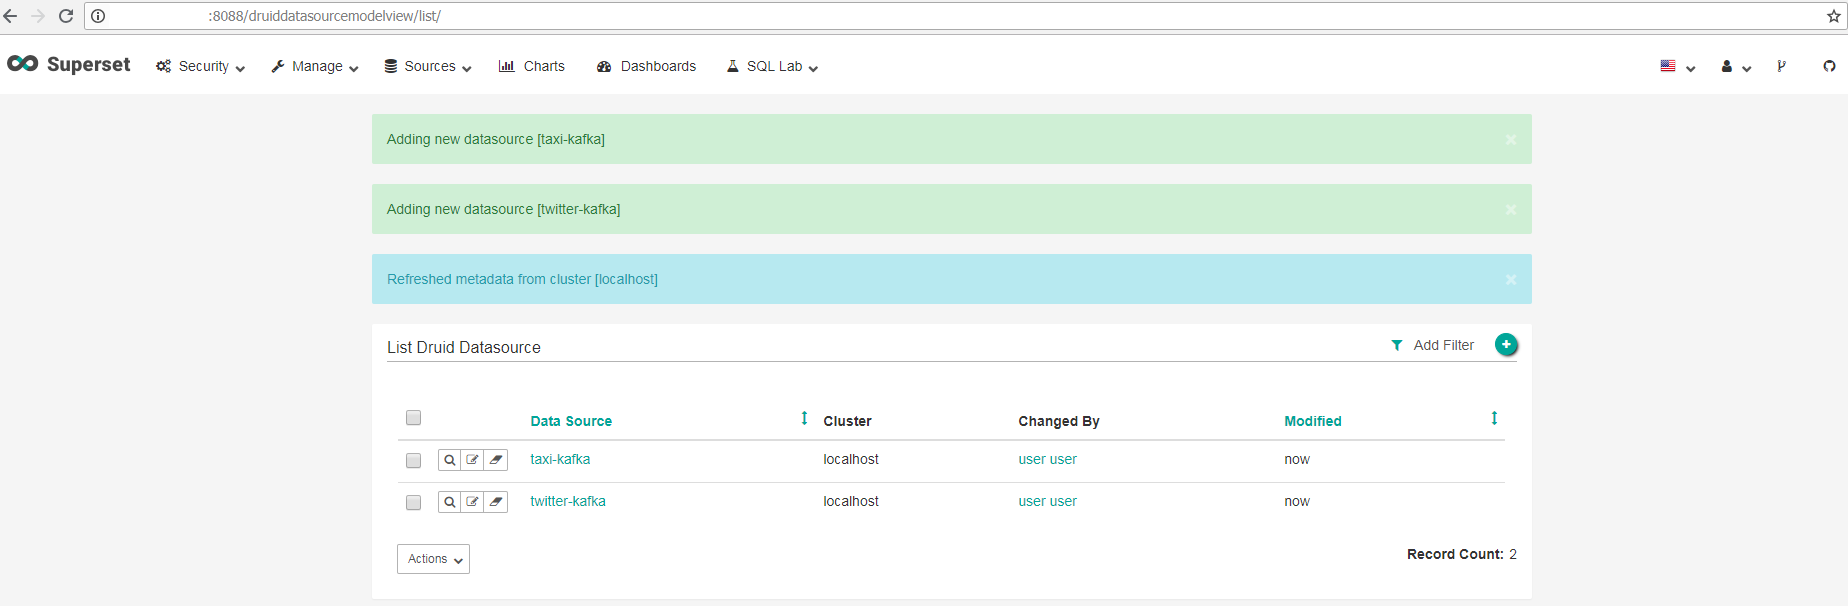 :8088/druiddatasourcemodelview/list/
Superset Security Manage Sources Charts Dashboards SQL Lab
Adding new datasource [taxi-kafka]
Adding new datasource [twitter-kafka]
Refreshed metadata from cluster [localhost]
List Druid Datasource Add Filter
Data Source Cluster Changed By Modified
taxi-kafka localhost user user now
twitter-kafka localhost user user now
Actions Record Count: 2